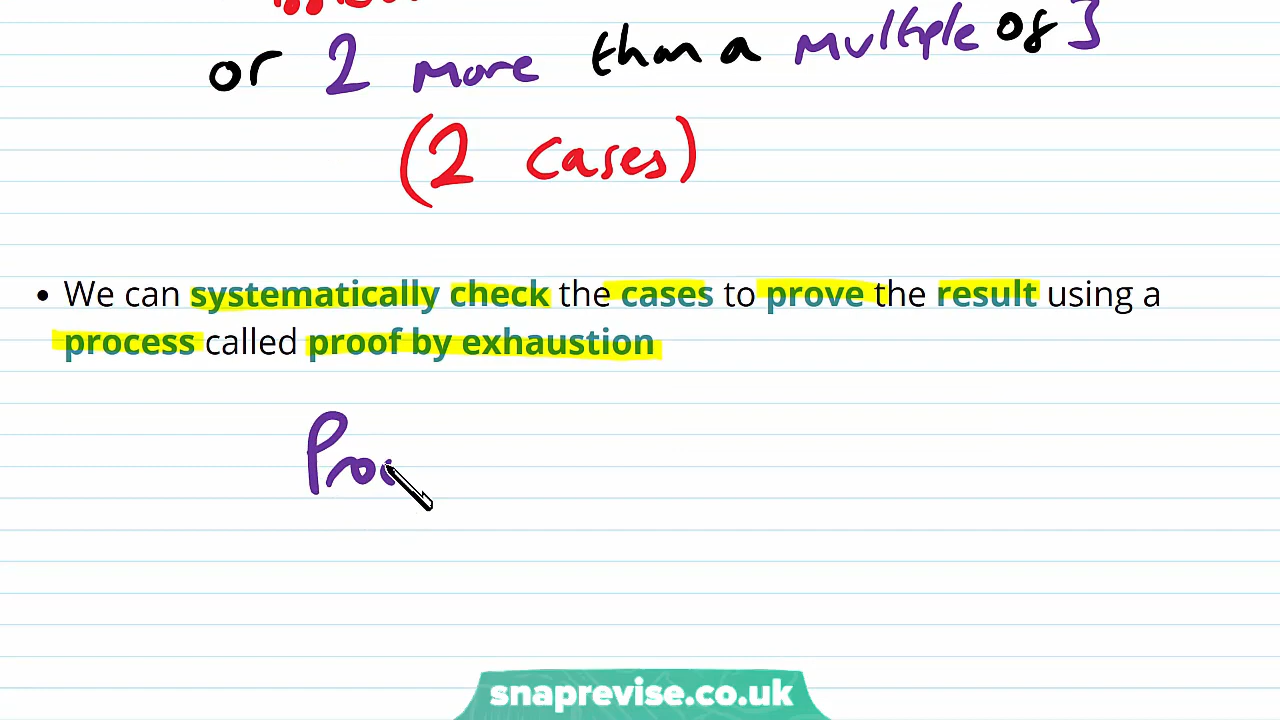 or 2 more than a multiple of 3
(2 cases)
• We can systematically check the cases to prove the result using a
process called proof by exhaustion
Proo
snaprevise.co.uk